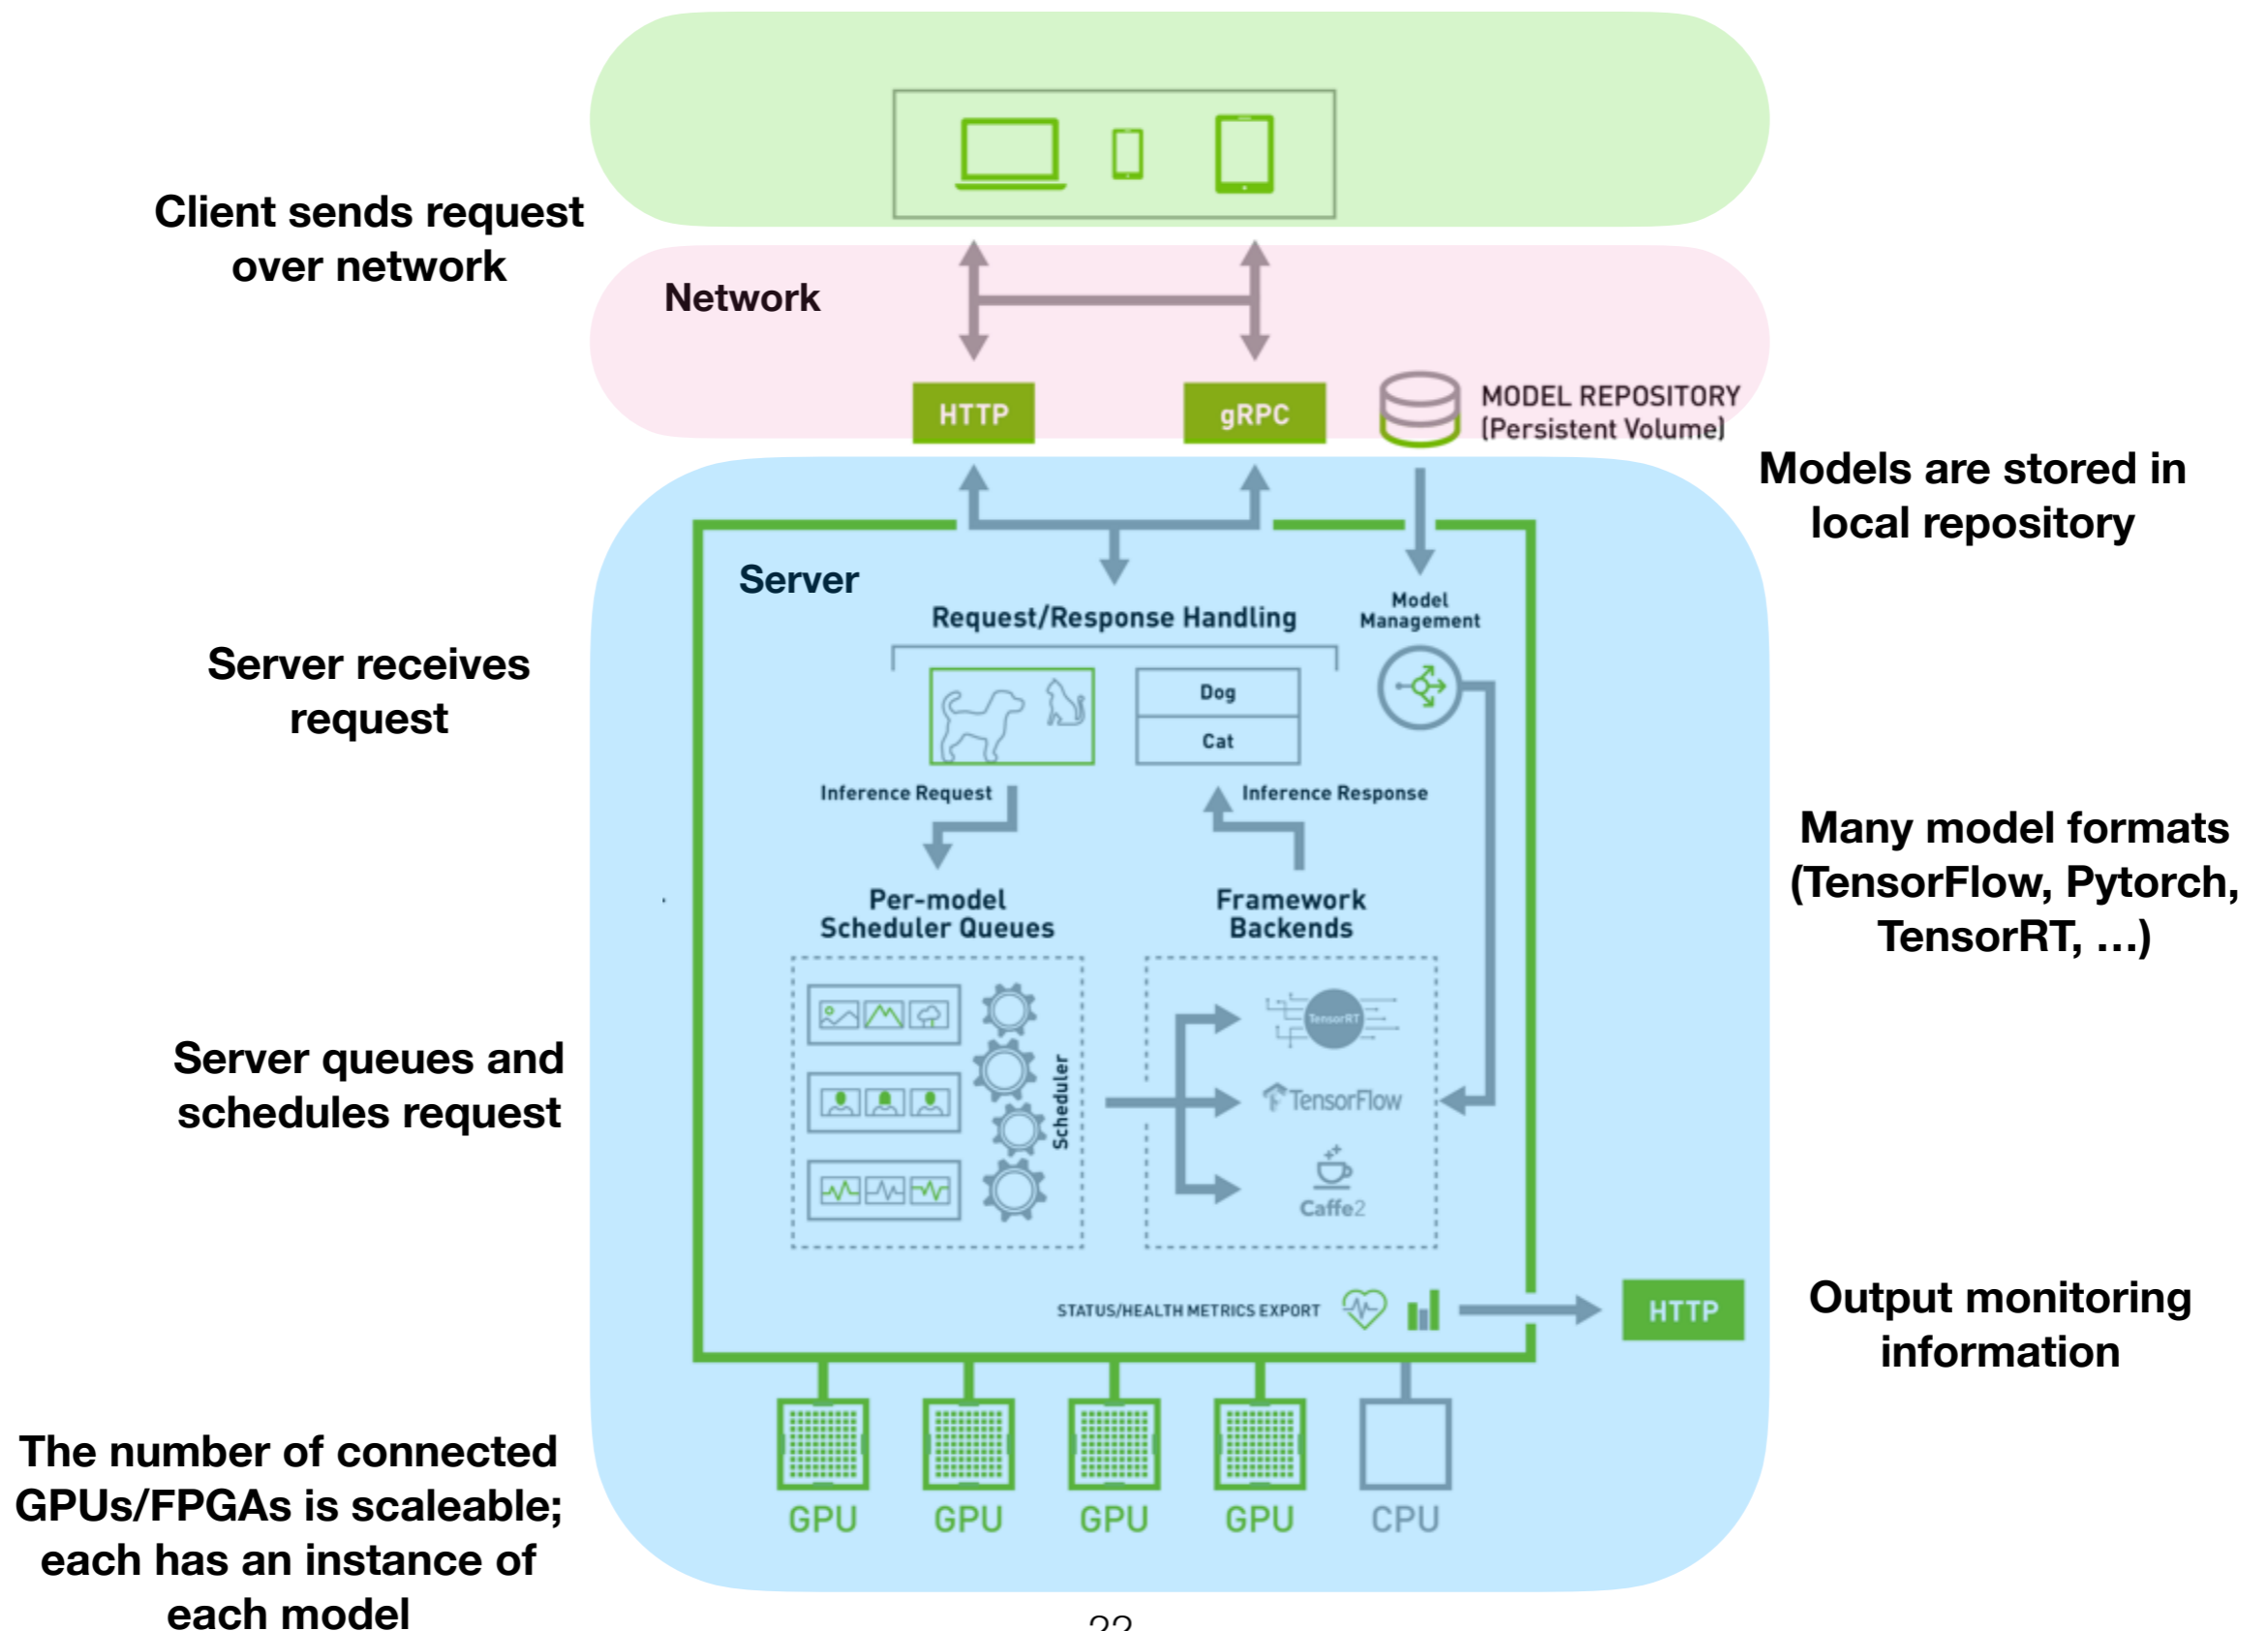 Client sends request
over network
Network
HTTP
gRPC
MODEL REPOSITORY
(Persistent Volume)
Models are stored in
local repository
Server
Request/Response Handling
Model
Management
Server receives
request
Dog
Cat
Inference Request
Inference Response
Many model formats
(TensorFlow, Pytorch,
TensorRT, ...)
Per-model
Scheduler Queues
Framework
Backends
Server queues and
schedules request
Scheduler
TensorRT
TensorFlow
Caffe2
STATUS/HEALTH METRICS EXPORT
HTTP
Output monitoring
information
The number of connected
GPUs/FPGAs is scaleable;
each has an instance of
each model
GPU
GPU
GPU
GPU
CPU
22